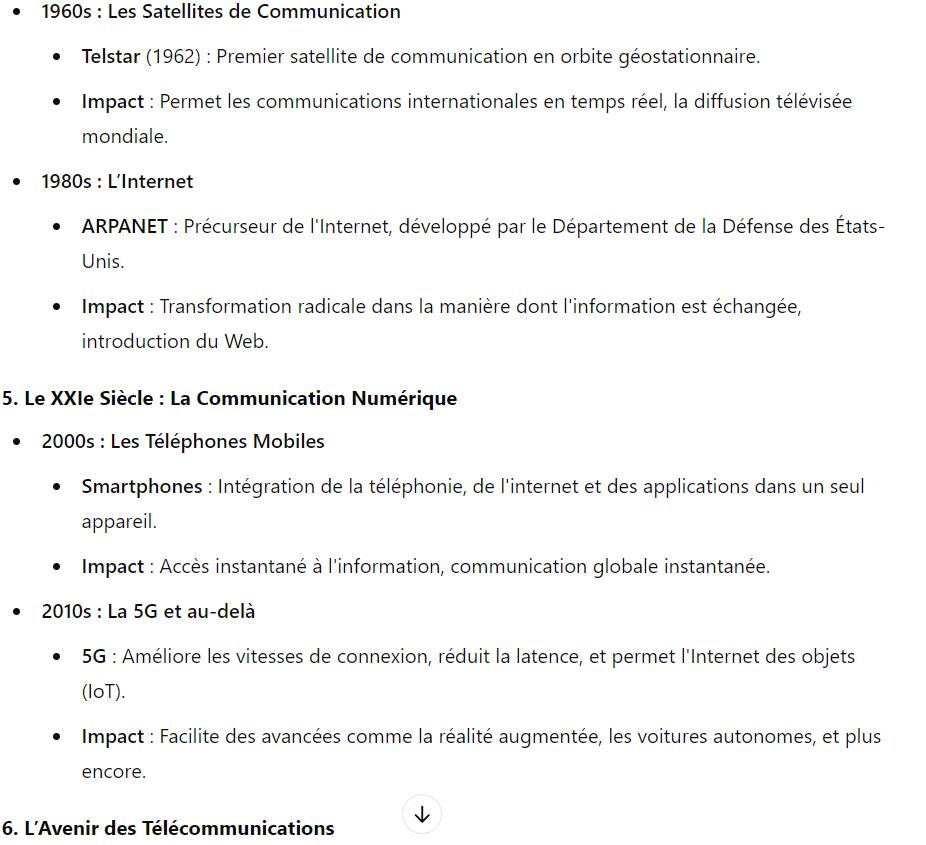 1960s : Les Satellites de Communication
Telstar (1962) : Premier satellite de communication en orbite géostationnaire.
Impact : Permet les communications internationales en temps réel, la diffusion télévisée
mondiale.
1980s : L’Internet
ARPANET : Précurseur de l'Internet, développé par le Département de la Défense des États-
Unis.
Impact : Transformation radicale dans la manière dont l'information est échangée,
introduction du Web.
5. Le XXIe Siècle : La Communication Numérique
2000s : Les Téléphones Mobiles
Smartphones : Intégration de la téléphonie, de l'internet et des applications dans un seul
appareil.
Impact : Accès instantané à l'information, communication globale instantanée.
2010s : La 5G et au-delà
5G : Améliore les vitesses de connexion, réduit la latence, et permet l'Internet des objets
(IoT).
Impact : Facilite des avancées comme la réalité augmentée, les voitures autonomes, et plus
encore.
6. L’Avenir des Télécommunications